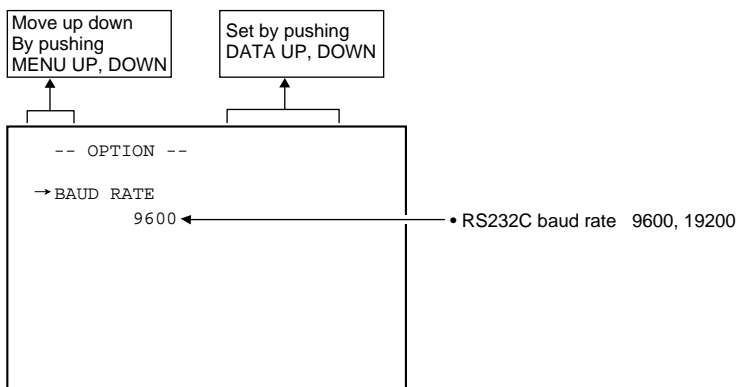 Move up down
By pushing
MENU UP, DOWN
Set by pushing
DATA UP, DOWN
-- OPTION --
→BAUD RATE
9600
• RS232C baud rate 9600, 19200